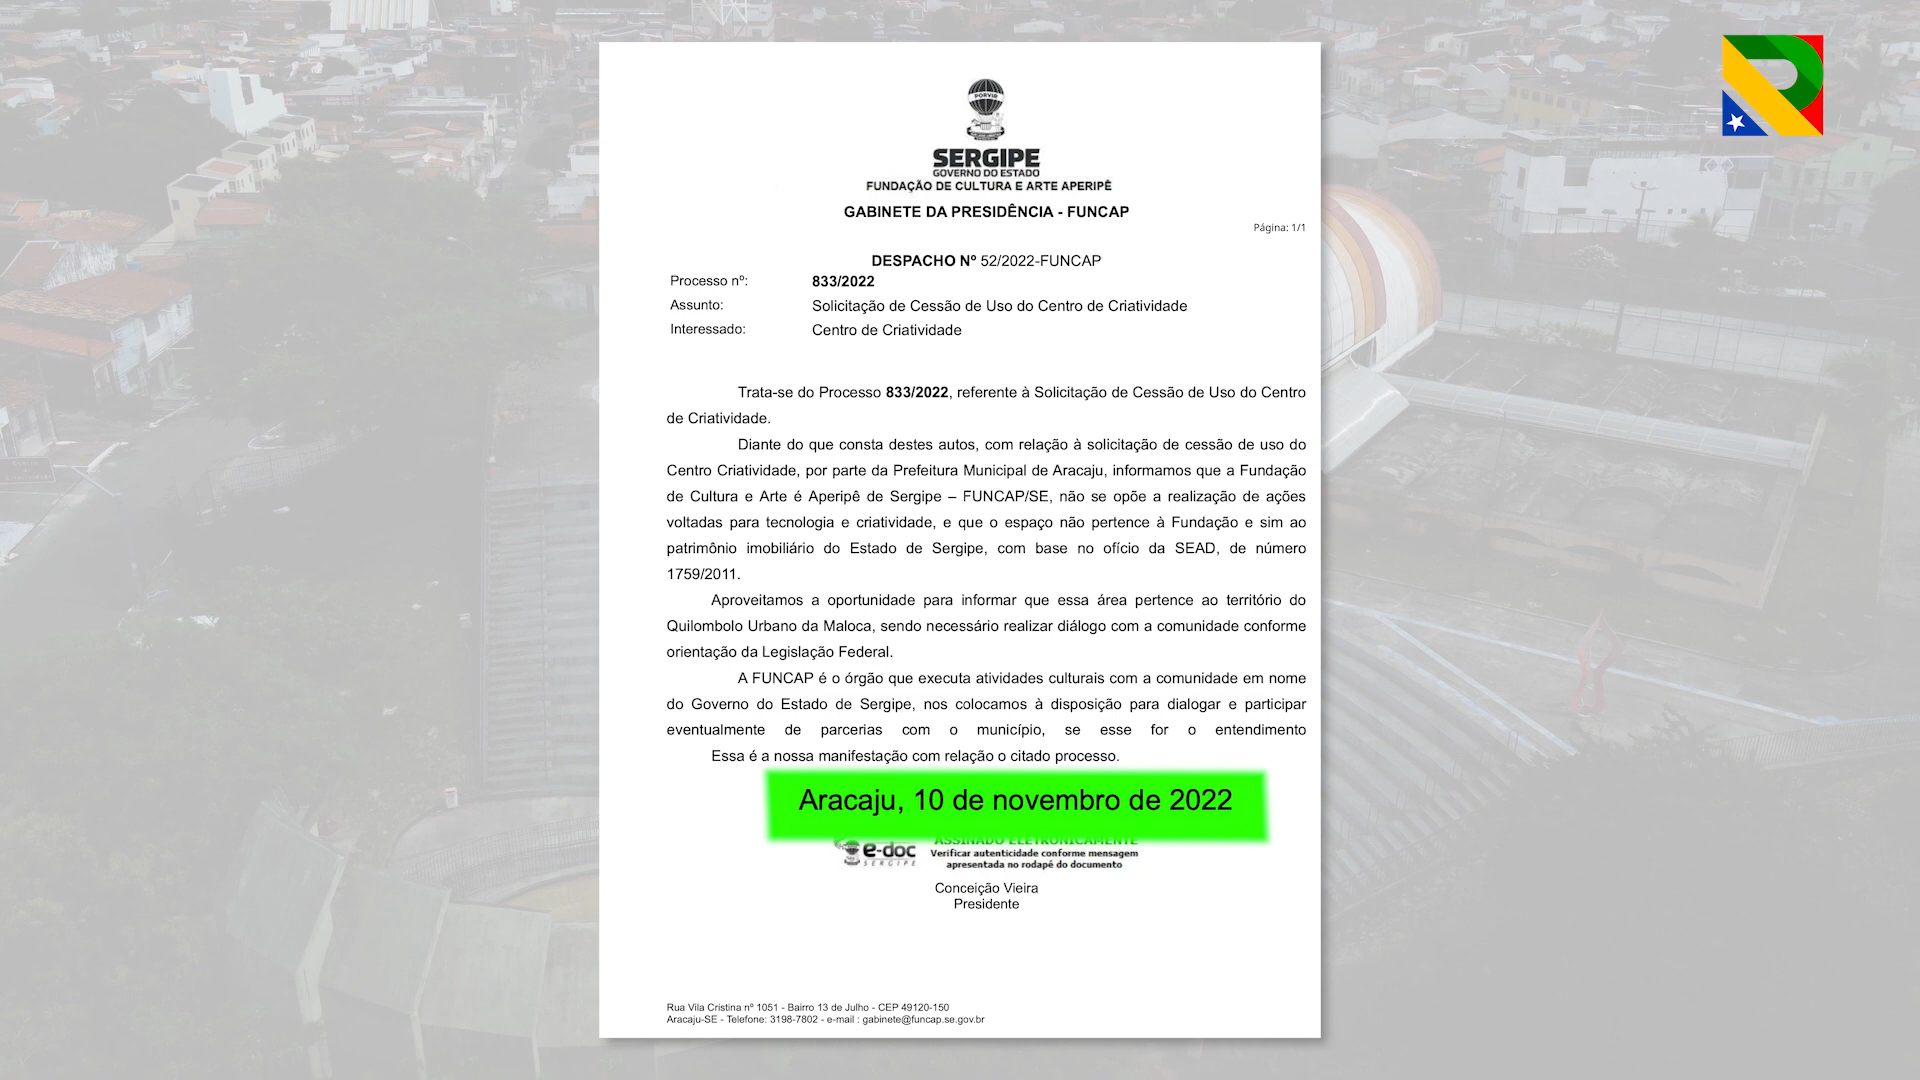 PORVIR
SERGIPE
GOVERNO DO ESTADO
FUNDAÇÃO DE CULTURA E ARTE APERIPÊ
GABINETE DA PRESIDÊNCIA - FUNCAP
Página: 1/1
DESPACHO Nº 52/2022-FUNCAP
Processo nº: 833/2022
Assunto: Solicitação de Cessão de Uso do Centro de Criatividade
Interessado: Centro de Criatividade
Trata-se do Processo 833/2022, referente à Solicitação de Cessão de Uso do Centro
de Criatividade.
Diante do que consta destes autos, com relação à solicitação de cessão de uso do
Centro Criatividade, por parte da Prefeitura Municipal de Aracaju, informamos que a Fundação
de Cultura e Arte é Aperipê de Sergipe – FUNCAP/SE, não se opõe a realização de ações
voltadas para tecnologia e criatividade, e que o espaço não pertence à Fundação e sim ao
patrimônio imobiliário do Estado de Sergipe, com base no ofício da SEAD, de número
1759/2011.
Aproveitamos a oportunidade para informar que essa área pertence ao território do
Quilombolo Urbano da Maloca, sendo necessário realizar diálogo com a comunidade conforme
orientação da Legislação Federal.
A FUNCAP é o órgão que executa atividades culturais com a comunidade em nome
do Governo do Estado de Sergipe, nos colocamos à disposição para dialogar e participar
eventualmente de parcerias com o município, se esse for o entendimento
Essa é a nossa manifestação com relação o citado processo.
Aracaju, 10 de novembro de 2022
ASSINADO ELETRONICAMENTE
e-doc
SERGIPE
Verificar autenticidade conforme mensagem
apresentada no rodapé do documento
Conceição Vieira
Presidente
Rua Vila Cristina nº 1051 - Bairro 13 de Julho - CEP 49120-150
Aracaju-SE - Telefone: 3198-7802 - e-mail : gabinete@funcap.se.gov.br